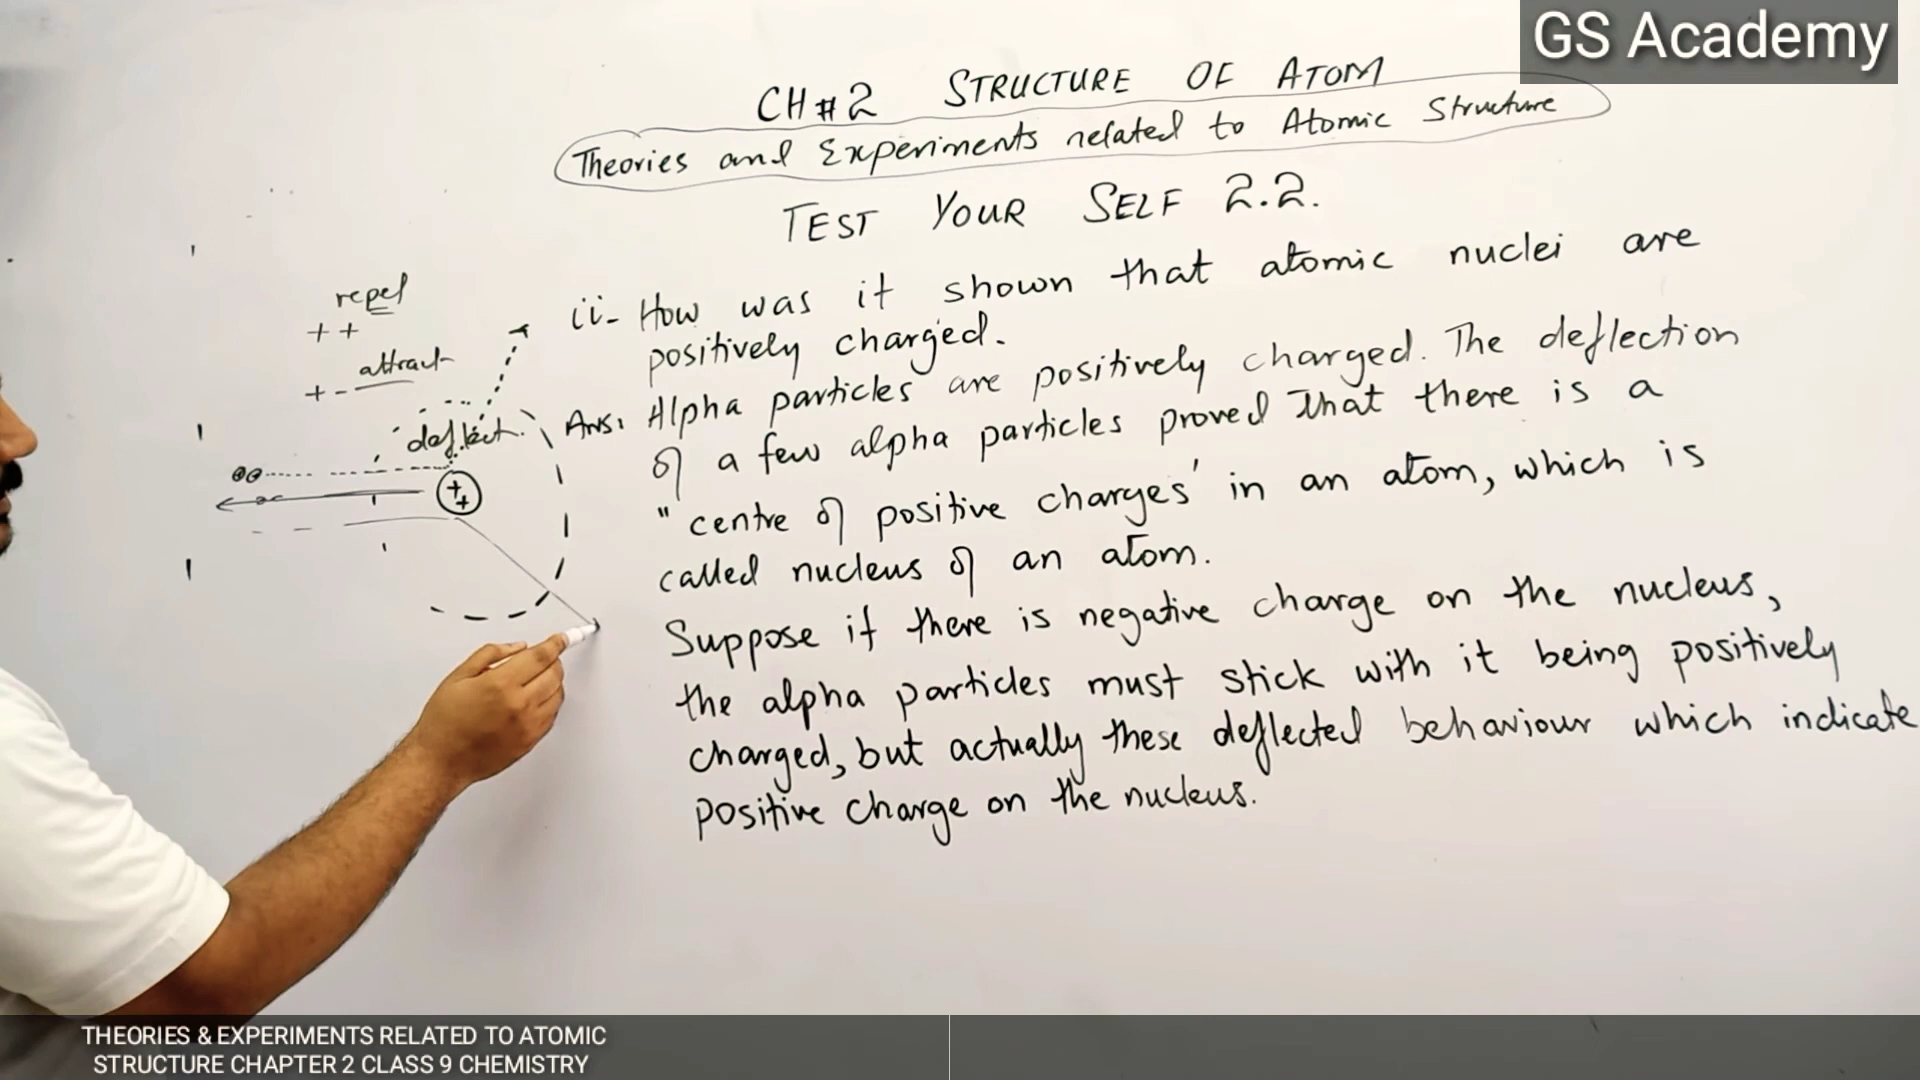 GS Academy
CH#2 STRUCTURE OF ATOM
Theories and Experiments related to Atomic Structure
TEST YOUR SELF 2.2.
repel
++
attract
+-
deflect.
++
ii- How was it shown that atomic nuclei are
positively charged.
Ans: Alpha particles are positively charged. The deflection
of a few alpha particles proved that there is a
"centre of positive charges' in an atom, which is
called nucleus of an atom.
Suppose if there is negative charge on the nucleus,
the alpha particles must stick with it being positively
charged, but actually these deflected behaviour which indicate
positive charge on the nucleus.
THEORIES & EXPERIMENTS RELATED TO ATOMIC
STRUCTURE CHAPTER 2 CLASS 9 CHEMISTRY